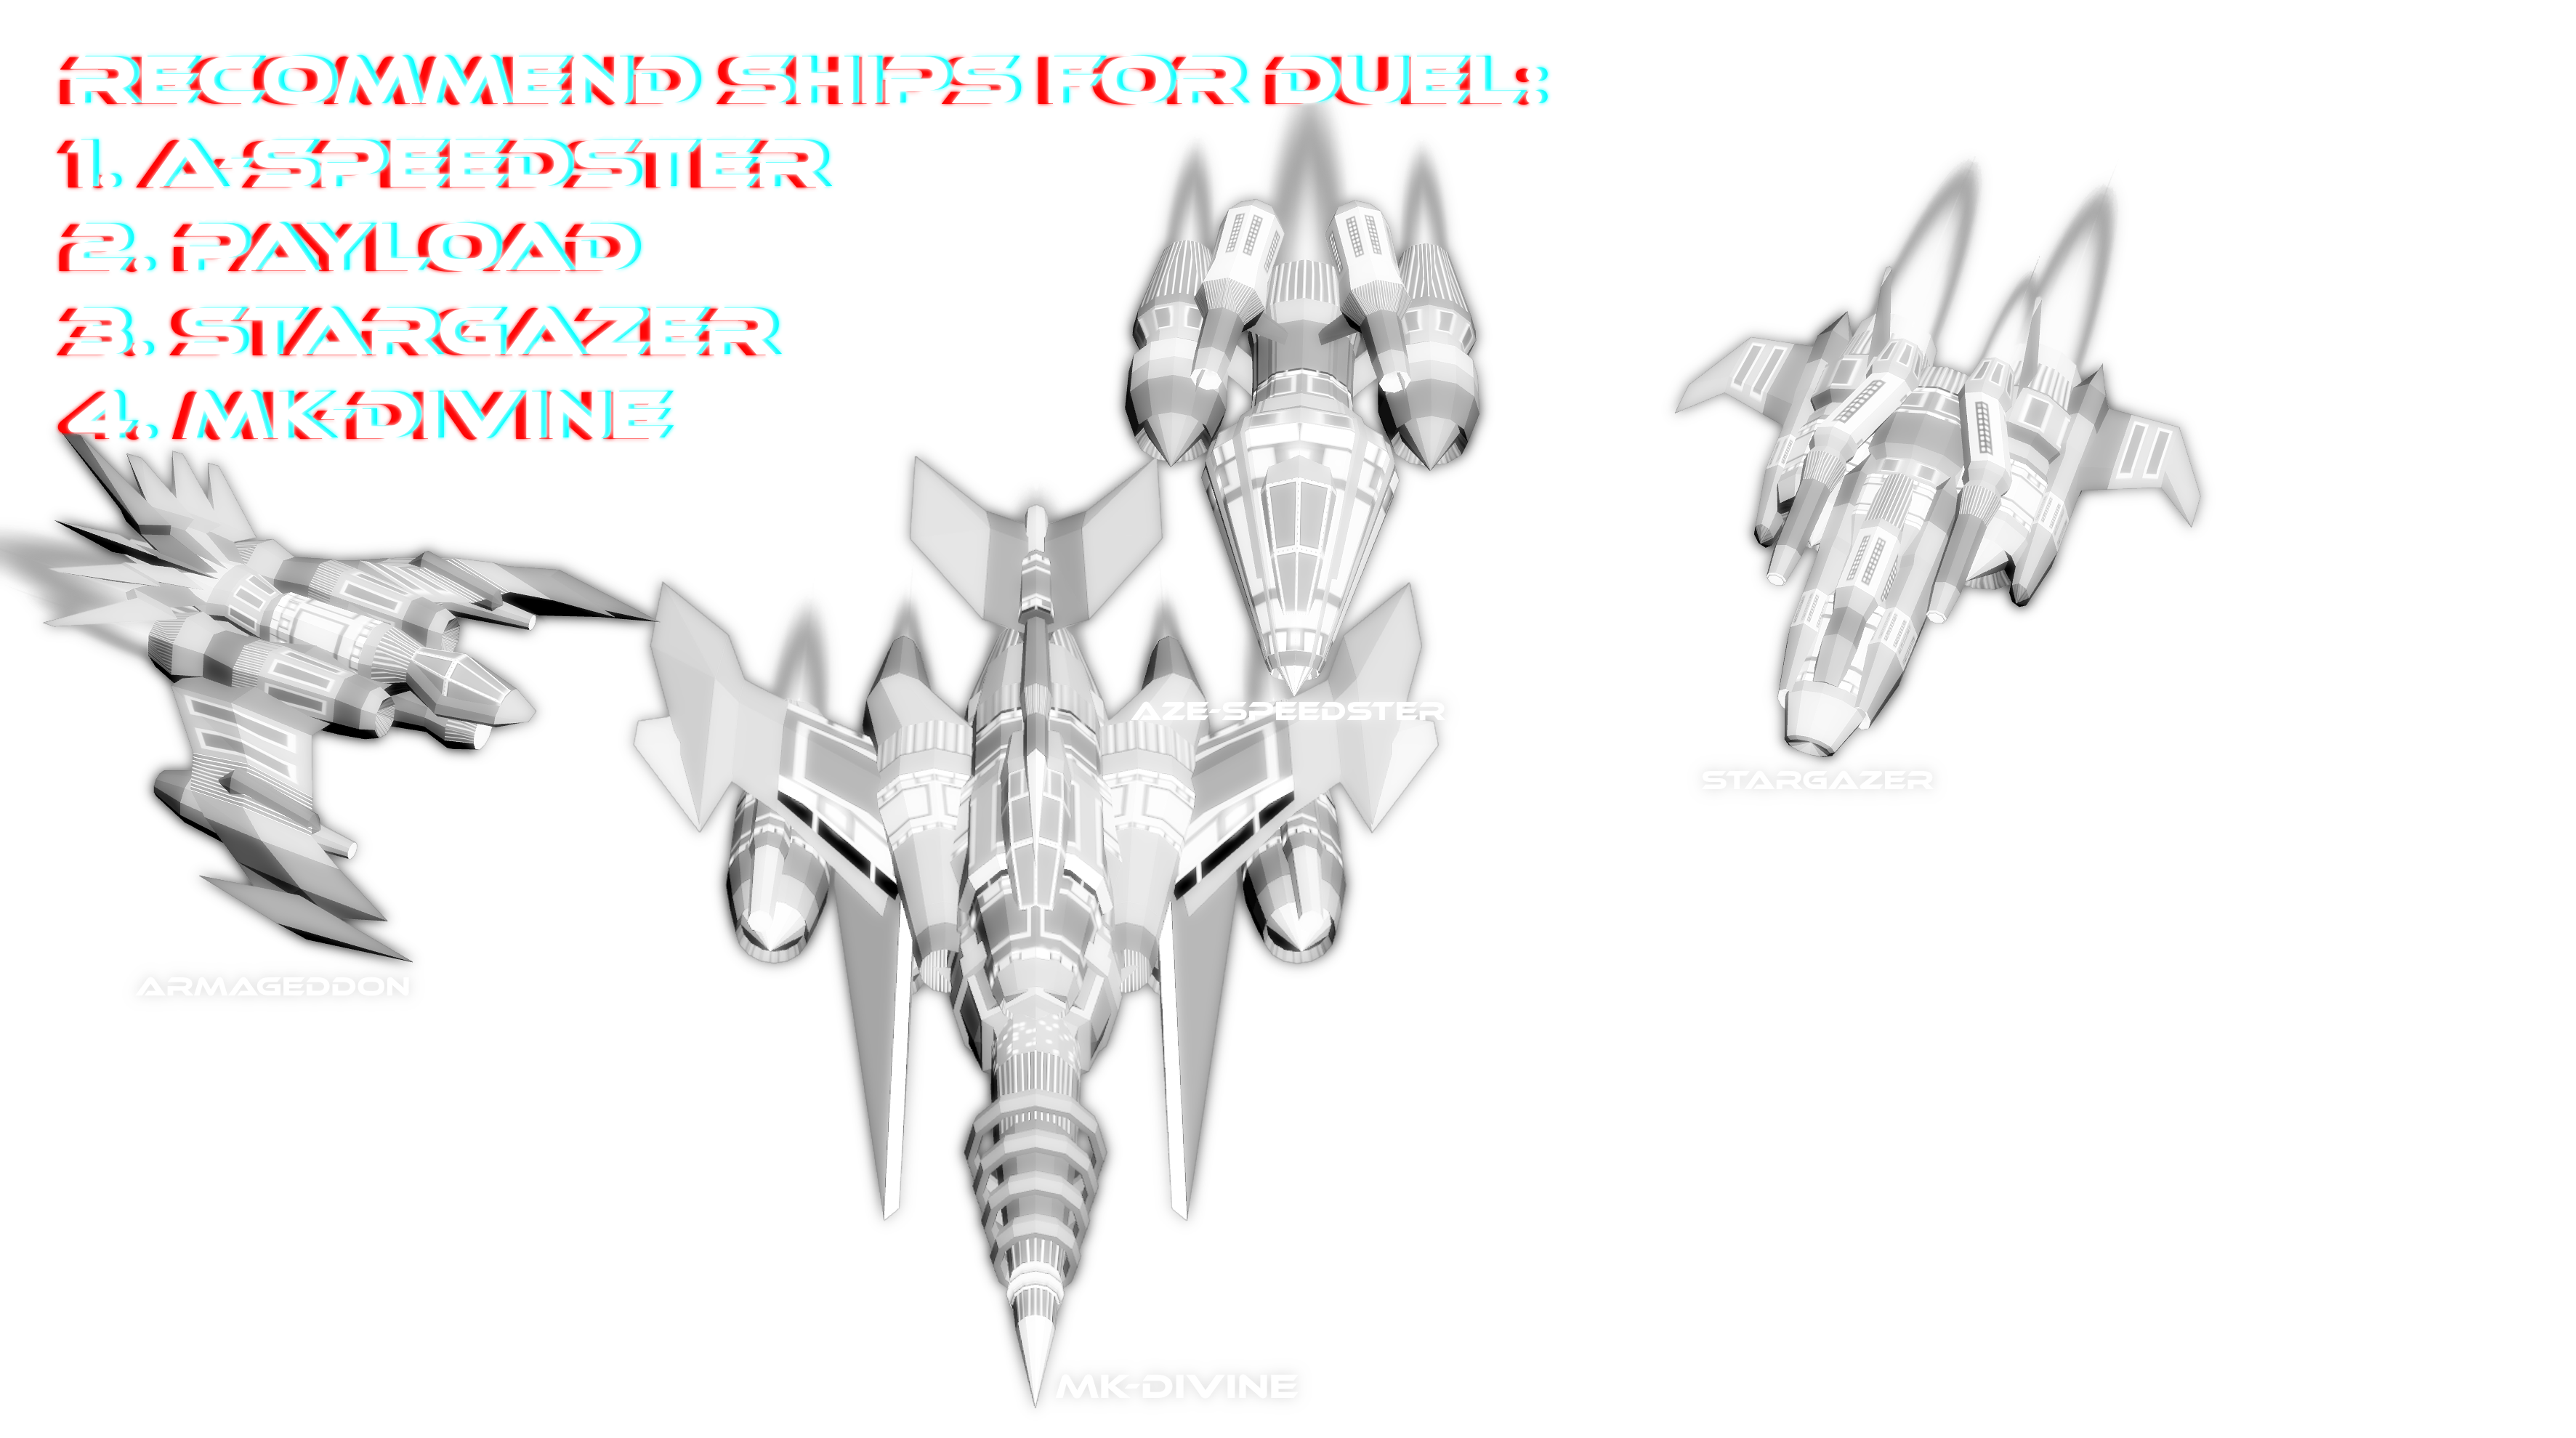 RECOMMEND SHIPS FOR DUEL:
1. A-SPEEDSTER
2. PAYLOAD
3. STARGAZER
4. MK-DIVINE
AZE-SPEEDSTER
STARGAZER
ARMAGEDDON
MK-DIVINE